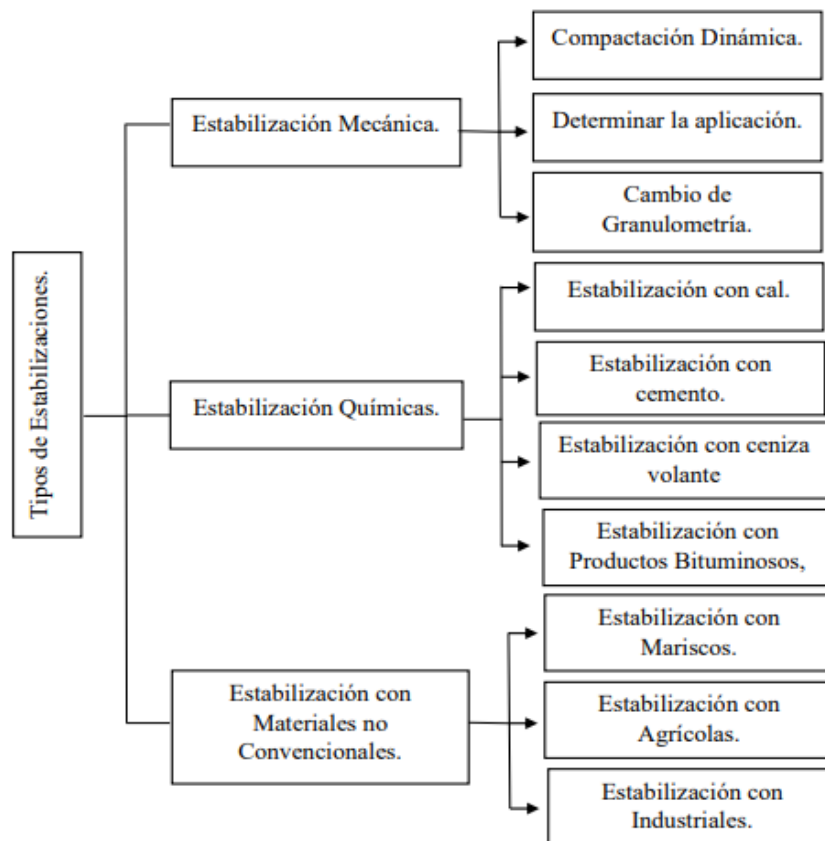 Tipos de Estabilizaciones.
Estabilización Mecánica.
Compactación Dinámica.
Determinar la aplicación.
Cambio de
Granulometría.
Estabilización Químicas.
Estabilización con cal.
Estabilización con
cemento.
Estabilización con ceniza
volante
Estabilización con
Productos Bituminosos,
Estabilización con
Materiales no
Convencionales.
Estabilización con
Mariscos.
Estabilización con
Agrícolas.
Estabilización con
Industriales.